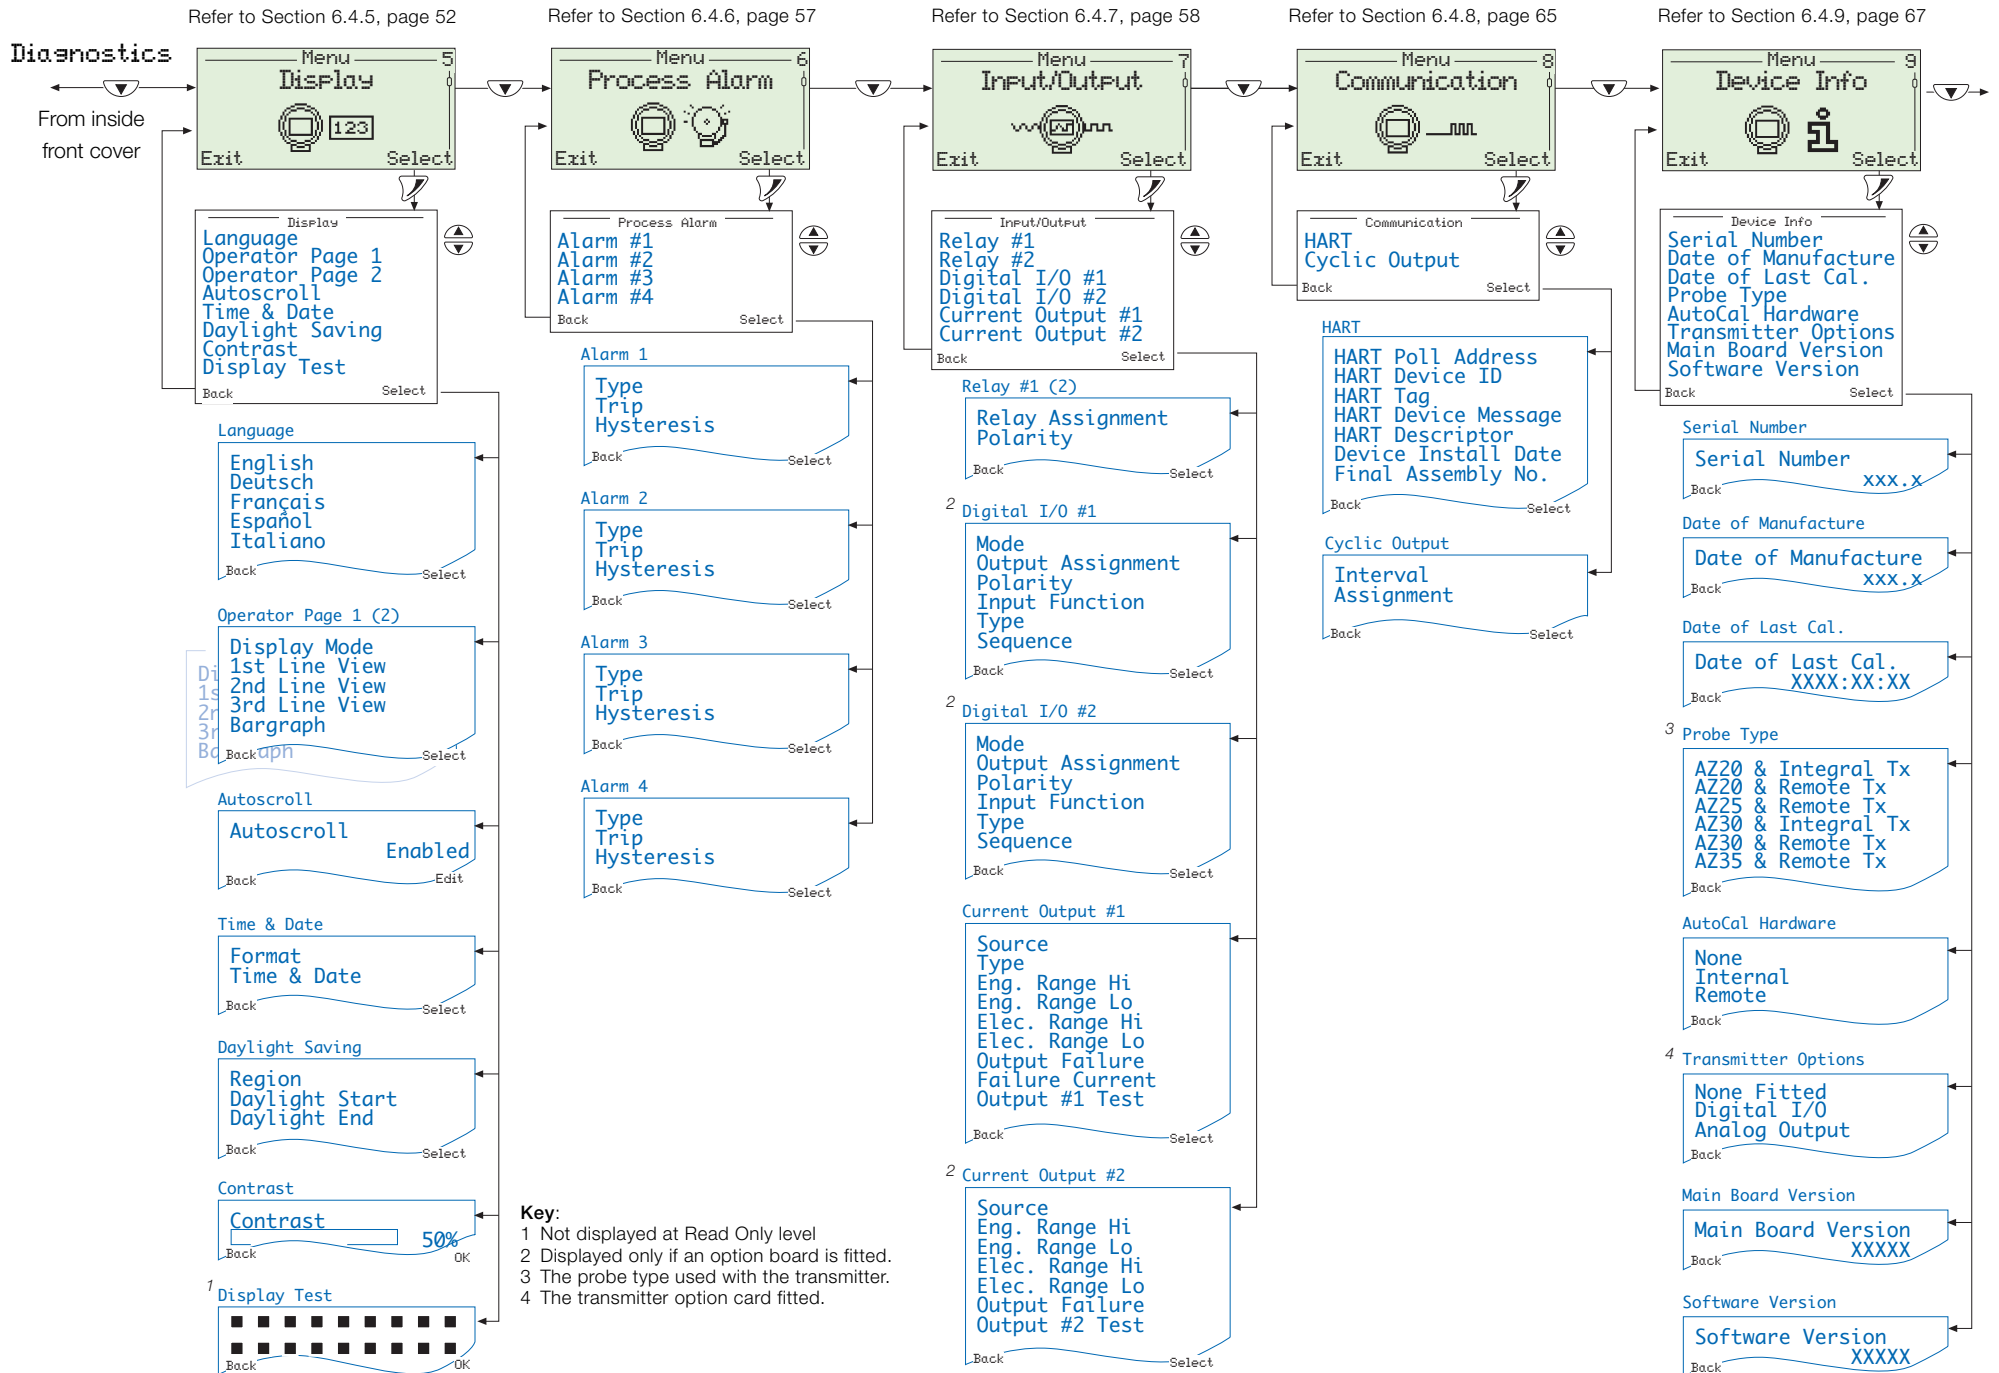 Refer to Section 6.4.5, page 52
Refer to Section 6.4.6, page 57
Refer to Section 6.4.7, page 58
Refer to Section 6.4.8, page 65
Refer to Section 6.4.9, page 67
Diagnostics
From inside
front cover
Menu 5
Display
123
Exit Select
Display
Language
Operator Page 1
Operator Page 2
Autoscroll
Time & Date
Daylight Saving
Contrast
Display Test
Back Select
Language
English
Deutsch
Français
Español
Italiano
Back Select
Operator Page 1 (2)
Display Mode
1st Line View
2nd Line View
3rd Line View
Bargraph
Back Select
Autoscroll
Autoscroll
Enabled
Back Edit
Time & Date
Format
Time & Date
Back Select
Daylight Saving
Region
Daylight Start
Daylight End
Back Select
Contrast
Contrast
50%
Back OK
1 Display Test
Back OK
Menu 6
Process Alarm
Exit Select
Process Alarm
Alarm #1
Alarm #2
Alarm #3
Alarm #4
Back Select
Alarm 1
Type
Trip
Hysteresis
Back Select
Alarm 2
Type
Trip
Hysteresis
Back Select
Alarm 3
Type
Trip
Hysteresis
Back Select
Alarm 4
Type
Trip
Hysteresis
Back Select
Key:
1 Not displayed at Read Only level
2 Displayed only if an option board is fitted.
3 The probe type used with the transmitter.
4 The transmitter option card fitted.
Menu 7
Input/Output
Exit Select
Input/Output
Relay #1
Relay #2
Digital I/O #1
Digital I/O #2
Current Output #1
Current Output #2
Back Select
Relay #1 (2)
Relay Assignment
Polarity
Back Select
2 Digital I/O #1
Mode
Output Assignment
Polarity
Input Function
Type
Sequence
Back Select
2 Digital I/O #2
Mode
Output Assignment
Polarity
Input Function
Type
Sequence
Back Select
Current Output #1
Source
Type
Eng. Range Hi
Eng. Range Lo
Elec. Range Hi
Elec. Range Lo
Output Failure
Failure Current
Output #1 Test
Back Select
2 Current Output #2
Source
Eng. Range Hi
Eng. Range Lo
Elec. Range Hi
Elec. Range Lo
Output Failure
Output #2 Test
Back Select
Menu 8
Communication
Exit Select
Communication
HART
Cyclic Output
Back Select
HART
HART Poll Address
HART Device ID
HART Tag
HART Device Message
HART Descriptor
Device Install Date
Final Assembly No.
Back Select
Cyclic Output
Interval
Assignment
Back Select
Menu 9
Device Info
Exit Select
Device Info
Serial Number
Date of Manufacture
Date of Last Cal.
Probe Type
AutoCal Hardware
Transmitter Options
Main Board Version
Software Version
Back Select
Serial Number
Serial Number
xxx.x
Back
Date of Manufacture
Date of Manufacture
xxx.x
Back
Date of Last Cal.
Date of Last Cal.
XXXX:XX:XX
Back
3 Probe Type
AZ20 & Integral Tx
AZ20 & Remote Tx
AZ25 & Remote Tx
AZ30 & Integral Tx
AZ30 & Remote Tx
AZ35 & Remote Tx
Back
AutoCal Hardware
None
Internal
Remote
Back
4 Transmitter Options
None Fitted
Digital I/O
Analog Output
Back
Main Board Version
Main Board Version
XXXXX
Back
Software Version
Software Version
XXXXX
Back